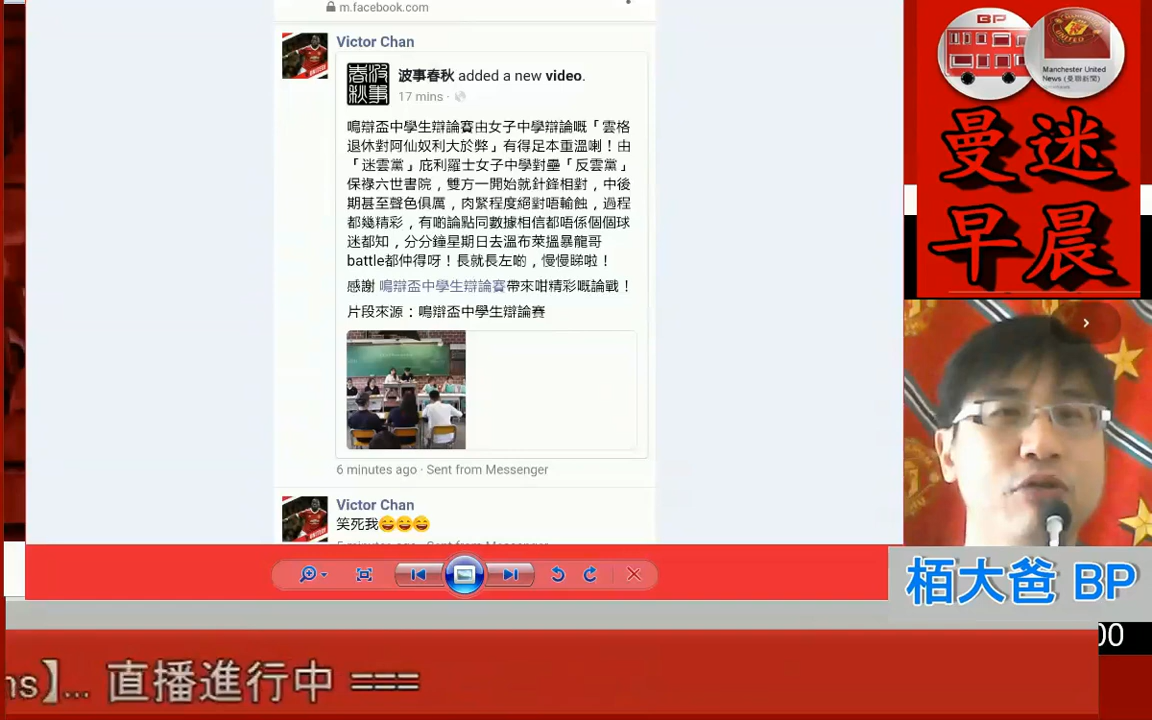 m.facebook.com
Victor Chan
波事春秋 added a new video.
17 mins ·
鳴辯盃中學生辯論賽由女子中學辯論嘅「雲格
退休對阿仙奴利大於弊」有得足本重溫喇！由
「迷雲黨」庇利羅士女子中學對壘「反雲黨」
保祿六世書院，雙方一開始就針鋒相對，中後
期甚至聲色俱厲，肉緊程度絕對唔輸蝕，過程
都幾精彩，有啲論點同數據相信都唔係個個球
迷都知，分分鐘星期日去溫布萊搵暴龍哥
battle都仲得呀！長就長左啲，慢慢睇啦！
感謝 鳴辯盃中學生辯論賽帶來咁精彩嘅論戰！
片段來源：鳴辯盃中學生辯論賽
6 minutes ago · Sent from Messenger
Victor Chan
笑死我😄😄😄
BP
Manchester United
News (曼聯新聞)
曼迷
早晨
栢大爸 BP
00
ns】... 直播進行中 ===